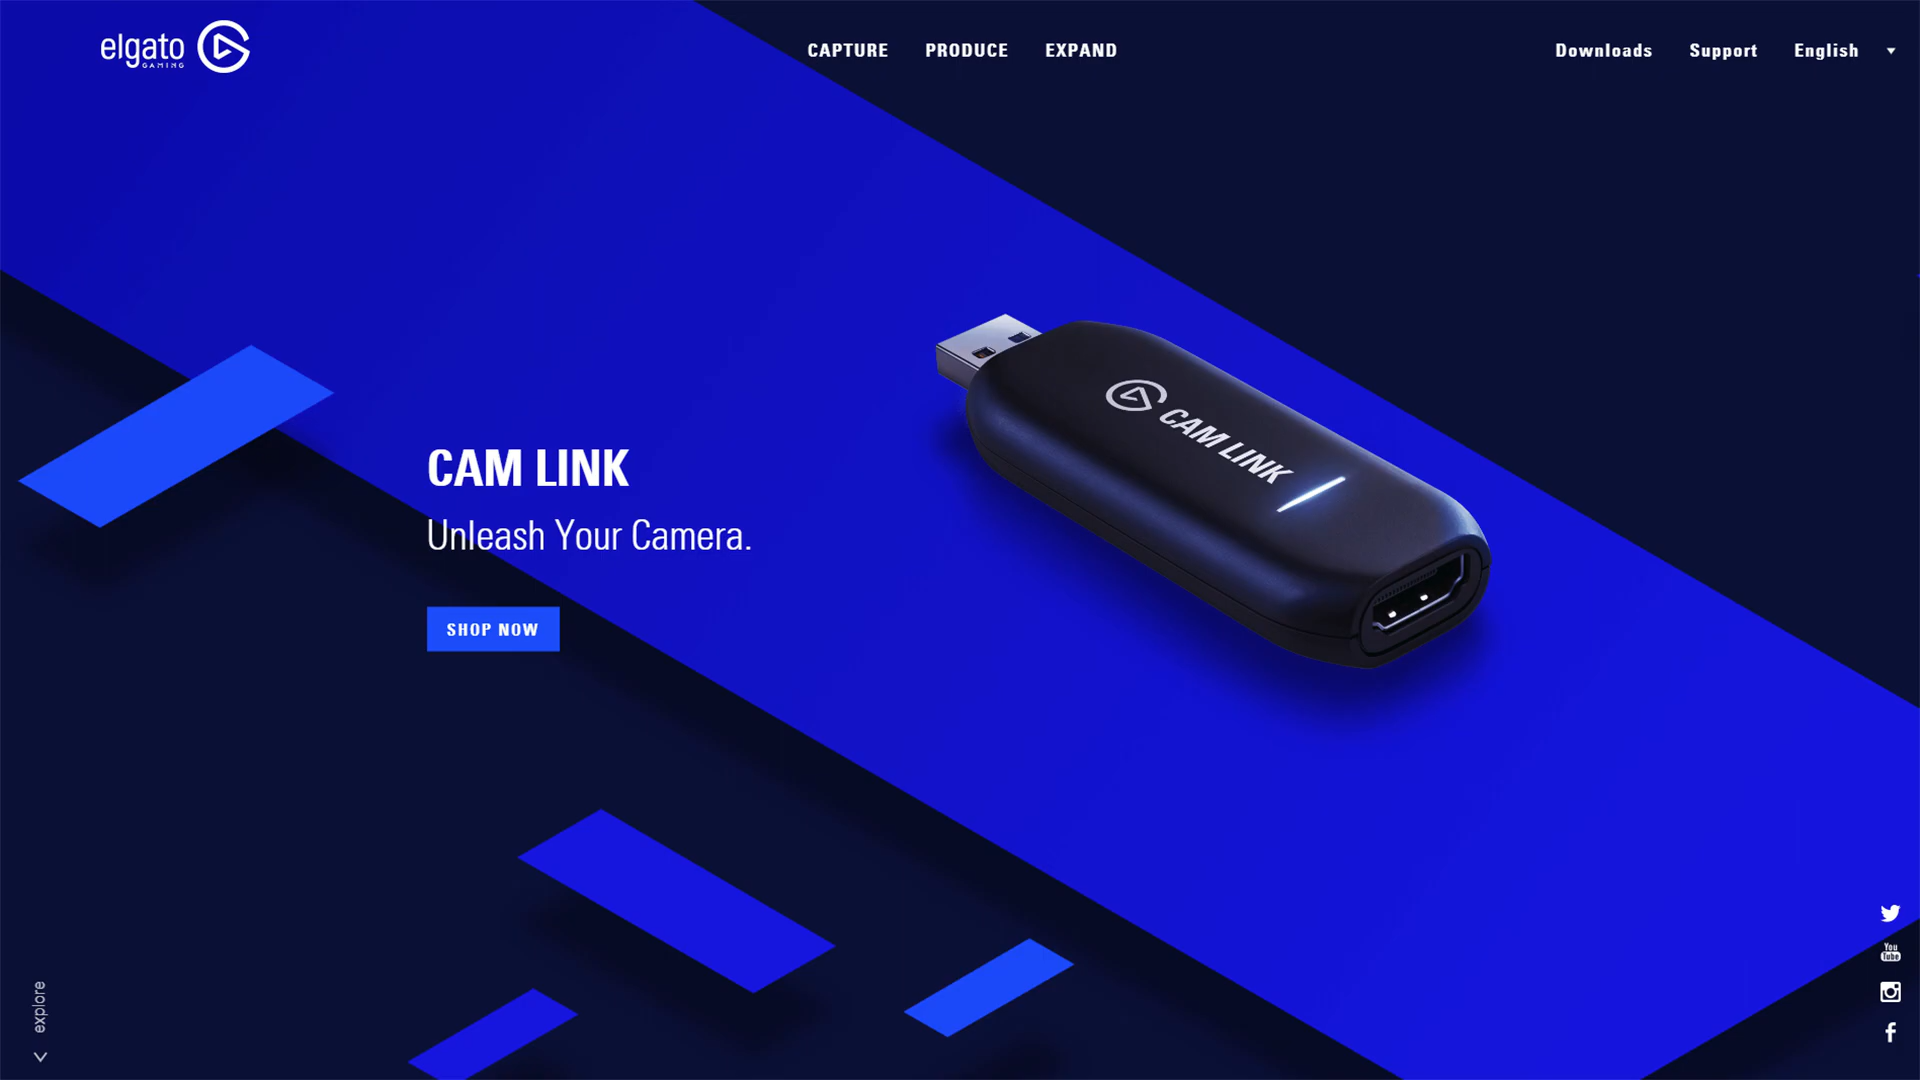 elgato
GAMING
CAPTURE
PRODUCE
EXPAND
Downloads
Support
English
CAM LINK
CAM LINK
Unleash Your Camera.
SHOP NOW
explore
You
Tube